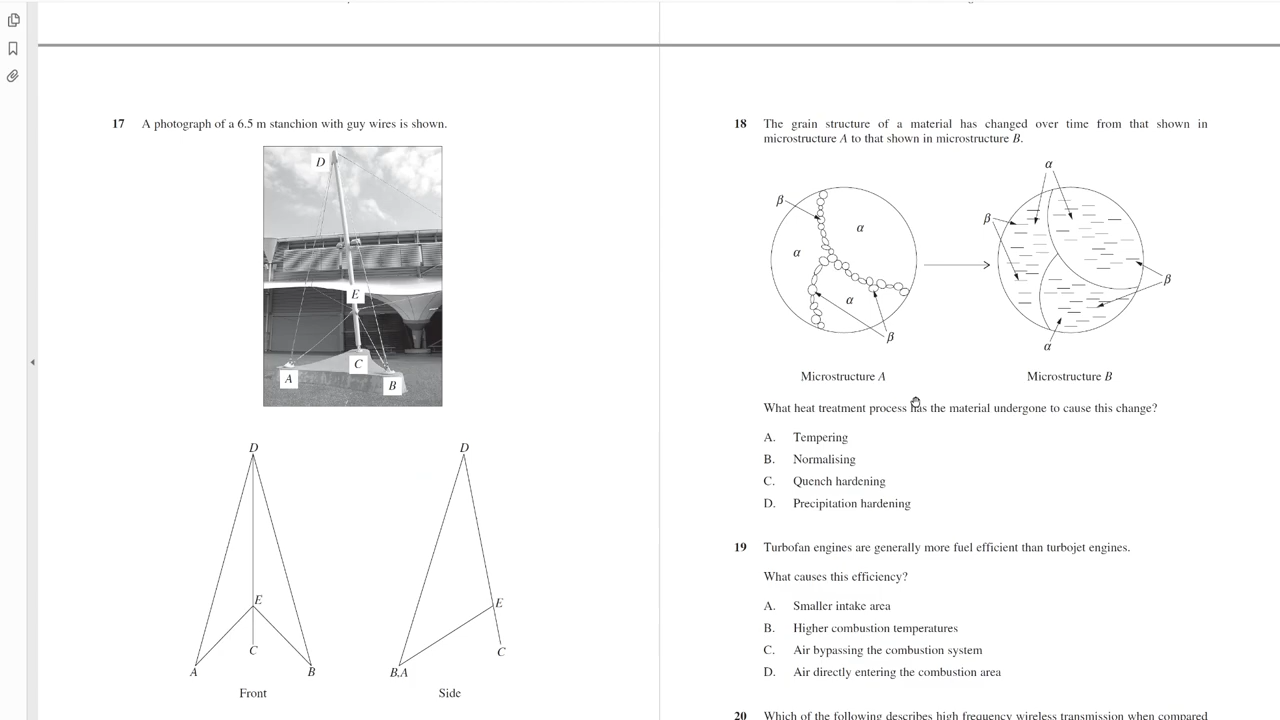 17 A photograph of a 6.5 m stanchion with guy wires is shown.
D
E
C
A
B
D
E
C
A
B
Front
D
E
C
B,A
Side
18 The grain structure of a material has changed over time from that shown in
microstructure A to that shown in microstructure B.
β
α
α
α
β
Microstructure A
α
β
β
α
Microstructure B
What heat treatment process has the material undergone to cause this change?
A. Tempering
B. Normalising
C. Quench hardening
D. Precipitation hardening
19 Turbofan engines are generally more fuel efficient than turbojet engines.
What causes this efficiency?
A. Smaller intake area
B. Higher combustion temperatures
C. Air bypassing the combustion system
D. Air directly entering the combustion area
20 Which of the following describes high frequency wireless transmission when compared